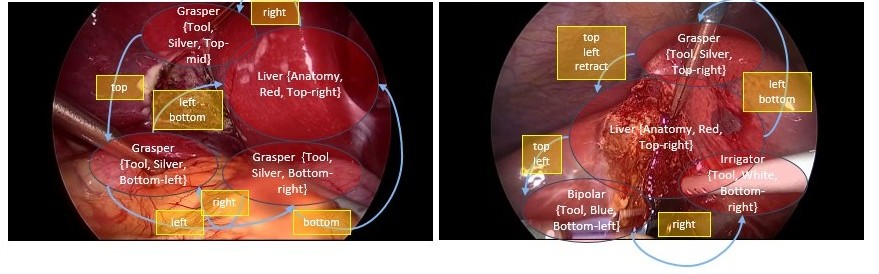 Grasper
{Tool,
Silver, Top-
mid}
right
top
Liver {Anatomy,
Red, Top-right}
left
bottom
Grasper
{Tool, Silver,
Bottom-left}
Grasper {Tool,
Silver, Bottom-
right}
right
left
bottom
top
left
retract
Grasper
{Tool, Silver,
Top-right}
left
bottom
Liver {Anatomy, Red,
Top-right}
top
left
Irrigator
{Tool, White,
Bottom-
right}
Bipolar
{Tool, Blue,
Bottom-left}
right